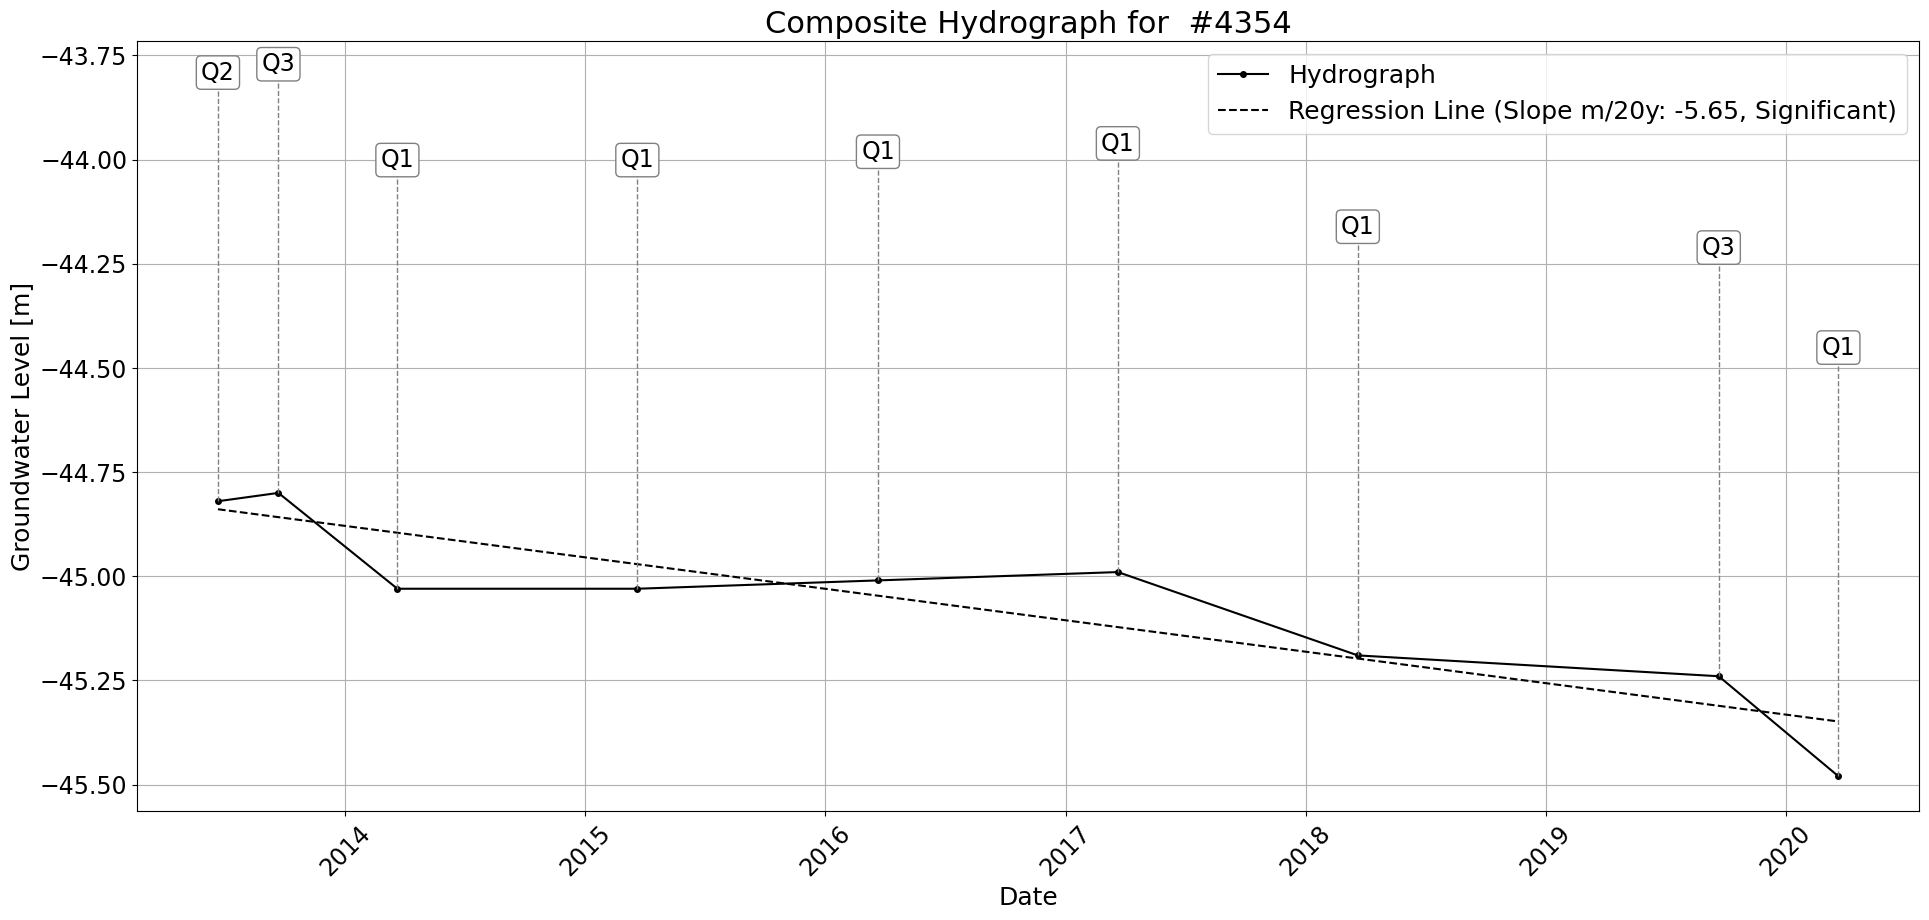 Composite Hydrograph for  #4354
Hydrograph
Regression Line (Slope m/20y: -5.65, Significant)
Q2
Q3
Q1
Q1
Q1
Q1
Q1
Q3
Q1
Groundwater Level [m]
−43.75
−44.00
−44.25
−44.50
−44.75
−45.00
−45.25
−45.50
2014
2015
2016
2017
2018
2019
2020
Date